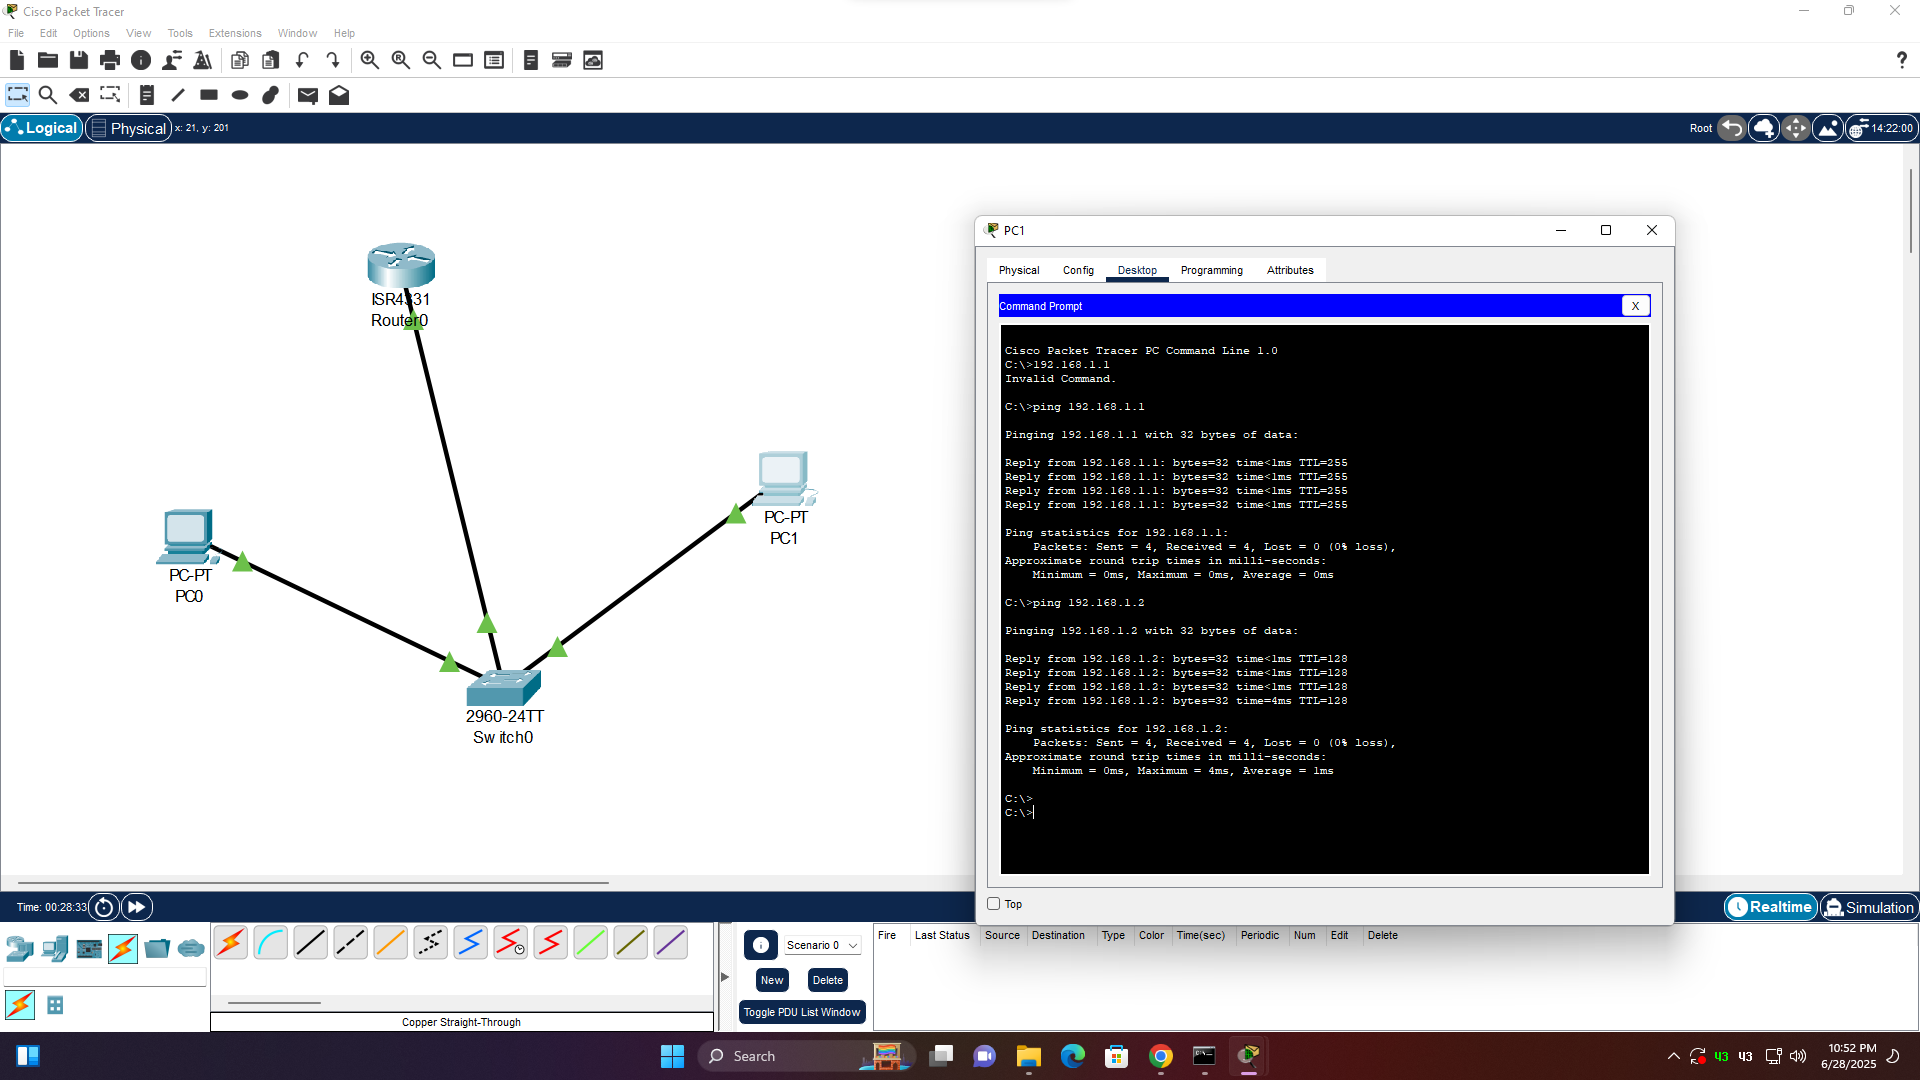 Cisco Packet Tracer
File Edit Options View Tools Extensions Window Help
?
Logical Physical x: 21, y: 201
Root 14:22:00
ISR4331
Router0
PC-PT
PC0
PC-PT
PC1
2960-24TT
Switch0
PC1
Physical Config Desktop Programming Attributes
Command Prompt X
Cisco Packet Tracer PC Command Line 1.0
C:\>192.168.1.1
Invalid Command.
C:\>ping 192.168.1.1
Pinging 192.168.1.1 with 32 bytes of data:
Reply from 192.168.1.1: bytes=32 time<1ms TTL=255
Reply from 192.168.1.1: bytes=32 time<1ms TTL=255
Reply from 192.168.1.1: bytes=32 time<1ms TTL=255
Reply from 192.168.1.1: bytes=32 time<1ms TTL=255
Ping statistics for 192.168.1.1:
Packets: Sent = 4, Received = 4, Lost = 0 (0% loss),
Approximate round trip times in milli-seconds:
Minimum = 0ms, Maximum = 0ms, Average = 0ms
C:\>ping 192.168.1.2
Pinging 192.168.1.2 with 32 bytes of data:
Reply from 192.168.1.2: bytes=32 time<1ms TTL=128
Reply from 192.168.1.2: bytes=32 time<1ms TTL=128
Reply from 192.168.1.2: bytes=32 time<1ms TTL=128
Reply from 192.168.1.2: bytes=32 time=4ms TTL=128
Ping statistics for 192.168.1.2:
Packets: Sent = 4, Received = 4, Lost = 0 (0% loss),
Approximate round trip times in milli-seconds:
Minimum = 0ms, Maximum = 4ms, Average = 1ms
C:\>
C:\>
Top
Time: 00:28:33
Realtime Simulation
Scenario 0
New Delete
Toggle PDU List Window
Fire Last Status Source Destination Type Color Time(sec) Periodic Num Edit Delete
Copper Straight-Through
Search
43 43
10:52 PM
6/28/2025